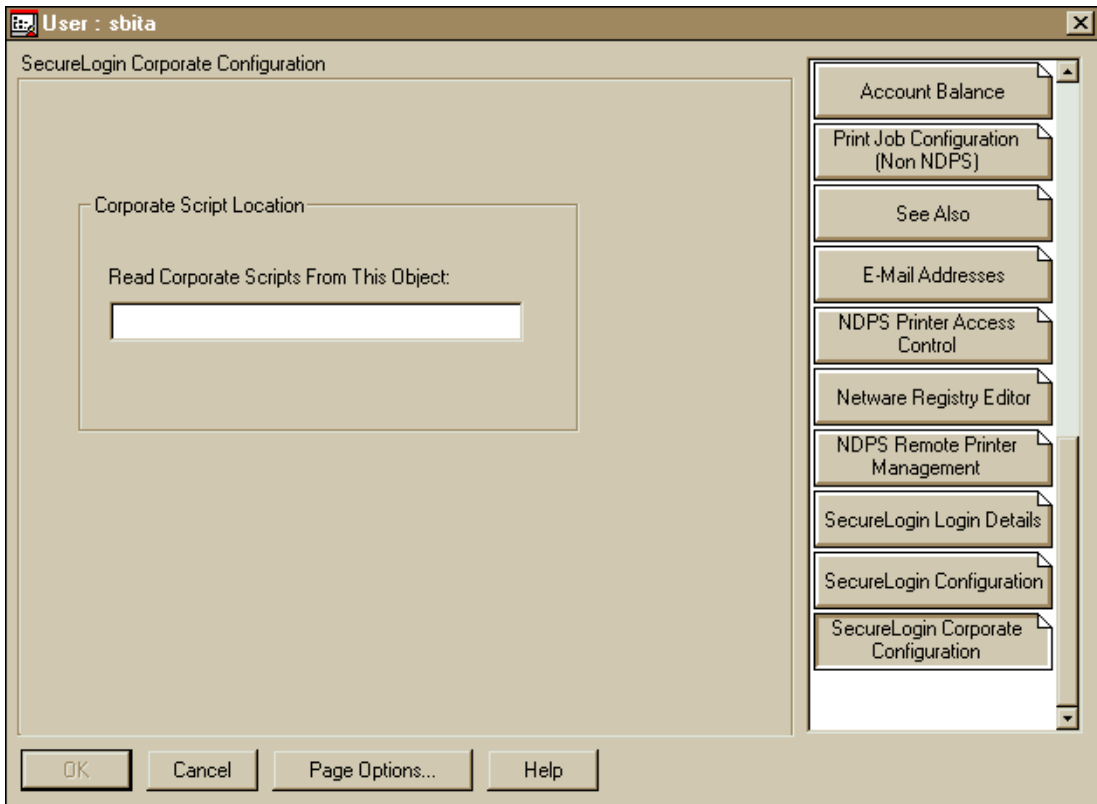 User : sbita
SecureLogin Corporate Configuration
Corporate Script Location
Read Corporate Scripts From This Object:
Account Balance
Print Job Configuration
(Non NDPS)
See Also
E-Mail Addresses
NDPS Printer Access
Control
Netware Registry Editor
NDPS Remote Printer
Management
SecureLogin Login Details
SecureLogin Configuration
SecureLogin Corporate
Configuration
OK
Cancel
Page Options...
Help